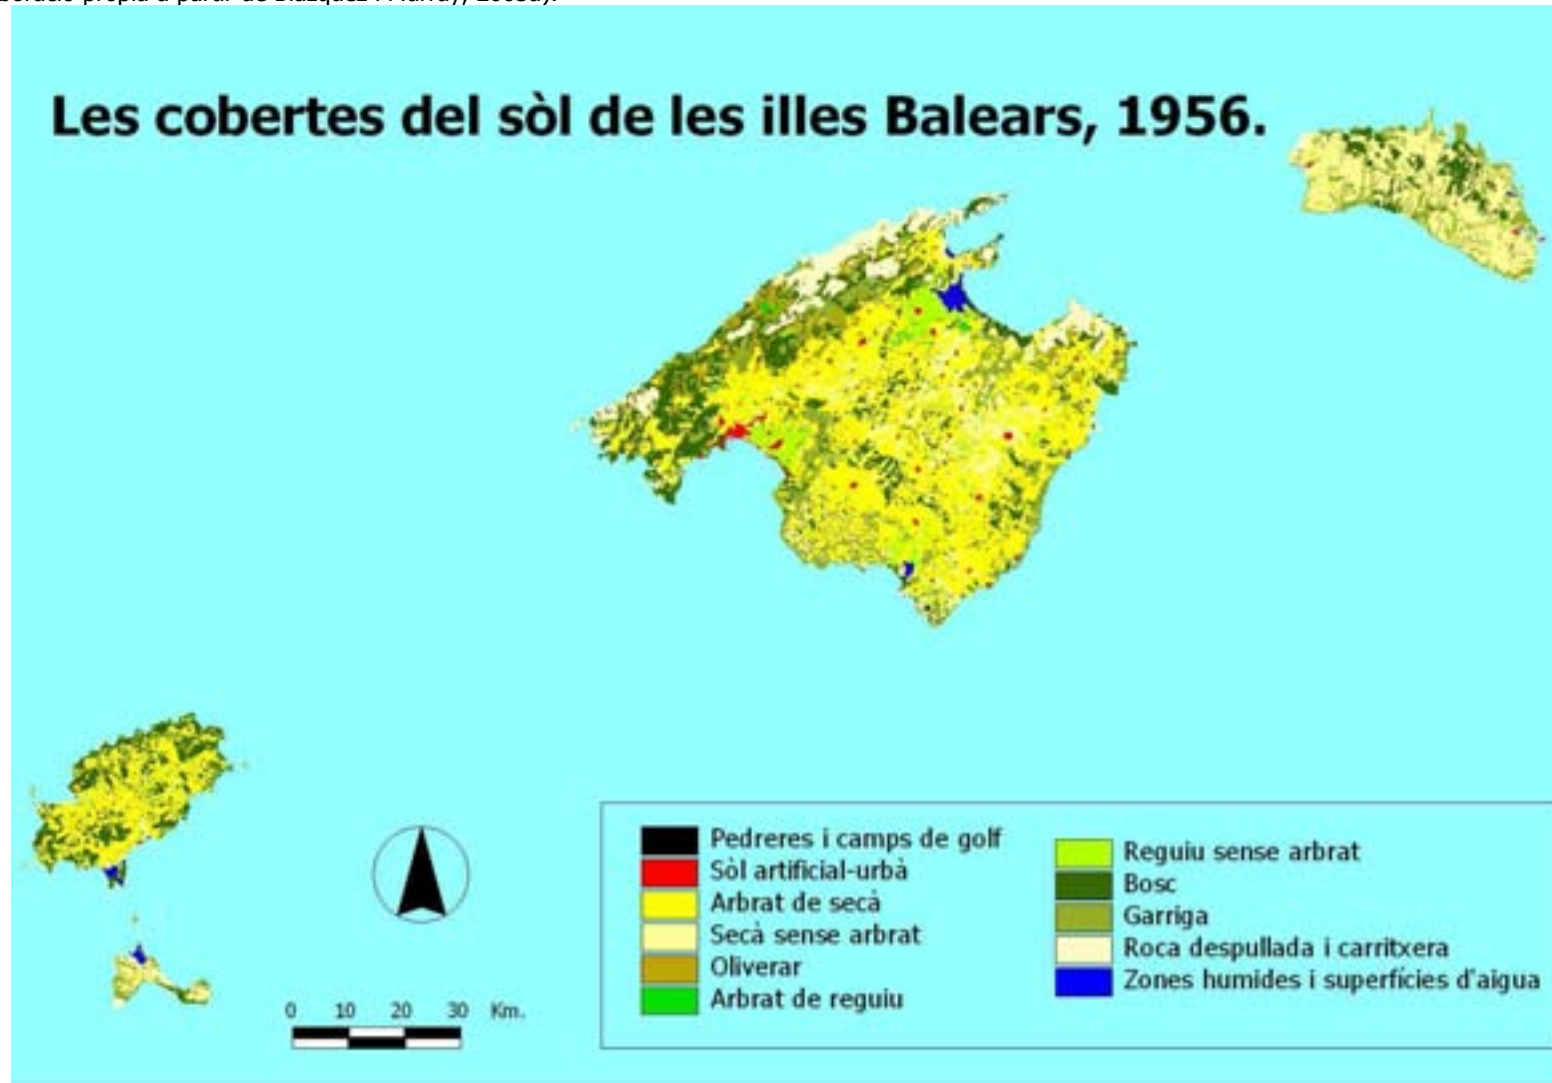 Les cobertes del sòl de les illes Balears, 1956.
Pedreres i camps de golf
Sòl artificial-urbà
Arbrat de secà
Secà sense arbrat
Oliverar
Arbrat de reguiu
Reguiu sense arbrat
Bosc
Garriga
Roca despullada i carritxera
Zones humides i superfícies d'aigua
0 10 20 30 Km.